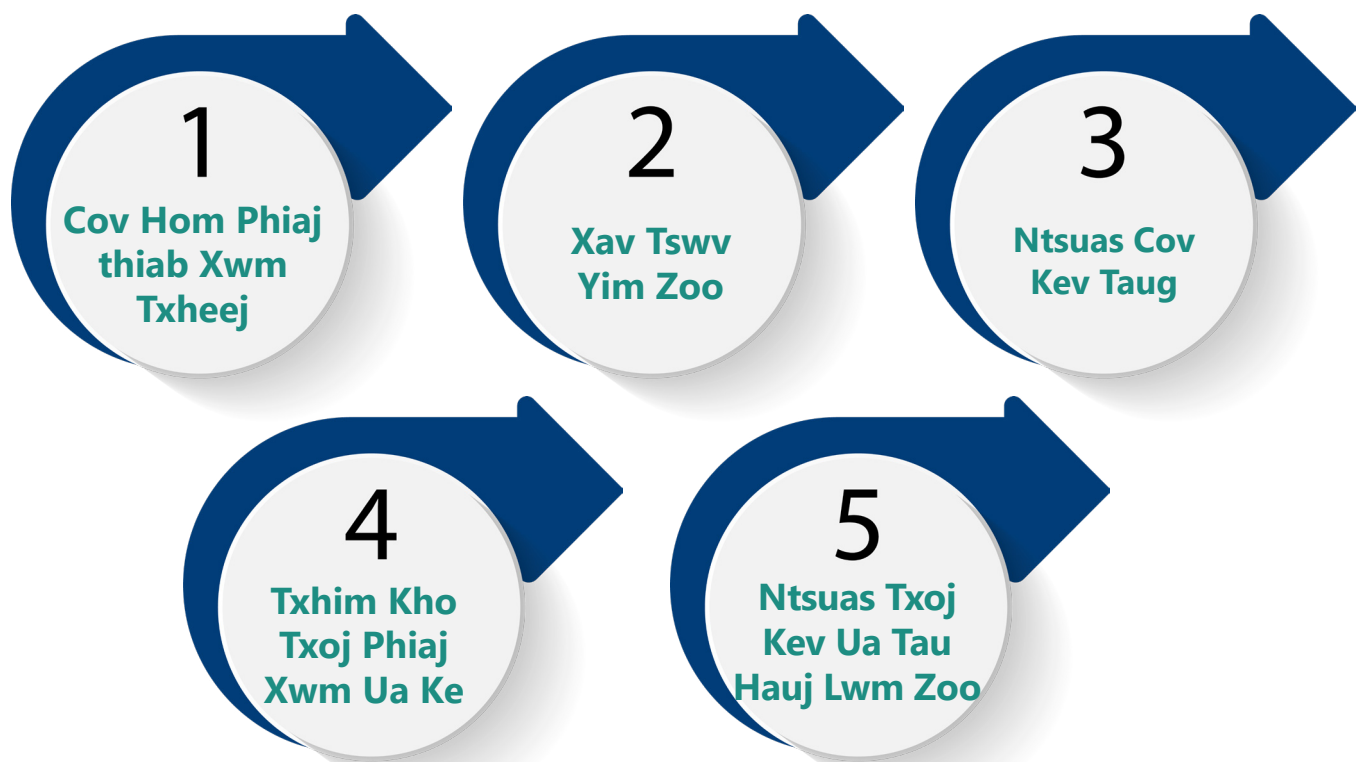 1
Cov Hom Phiaj
thiab Xwm
Txheej
2
Xav Tswv
Yim Zoo
3
Ntsuas Cov
Kev Taug
4
Txhim Kho
Txoj Phiaj
Xwm Ua Ke
5
Ntsuas Txoj
Kev Ua Tau
Hauj Lwm Zoo